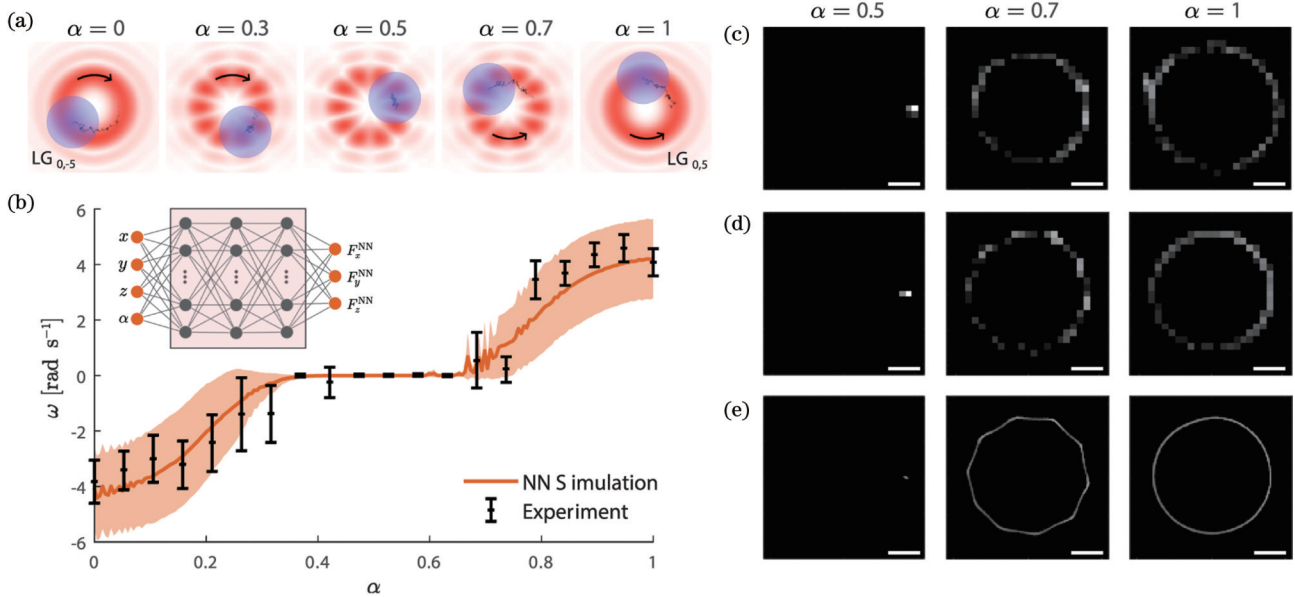 (a)
α = 0 α = 0.3 α = 0.5 α = 0.7 α = 1
LG 0,-5
LG 0,5
(b)
6
4
2
0
-2
-4
-6
ω [rad s⁻¹]
x
y
z
α
F_x^NN
F_y^NN
F_z^NN
NN S imulation
Experiment
0 0.2 0.4 0.6 0.8 1
α
α = 0.5 α = 0.7 α = 1
(c)
(d)
(e)